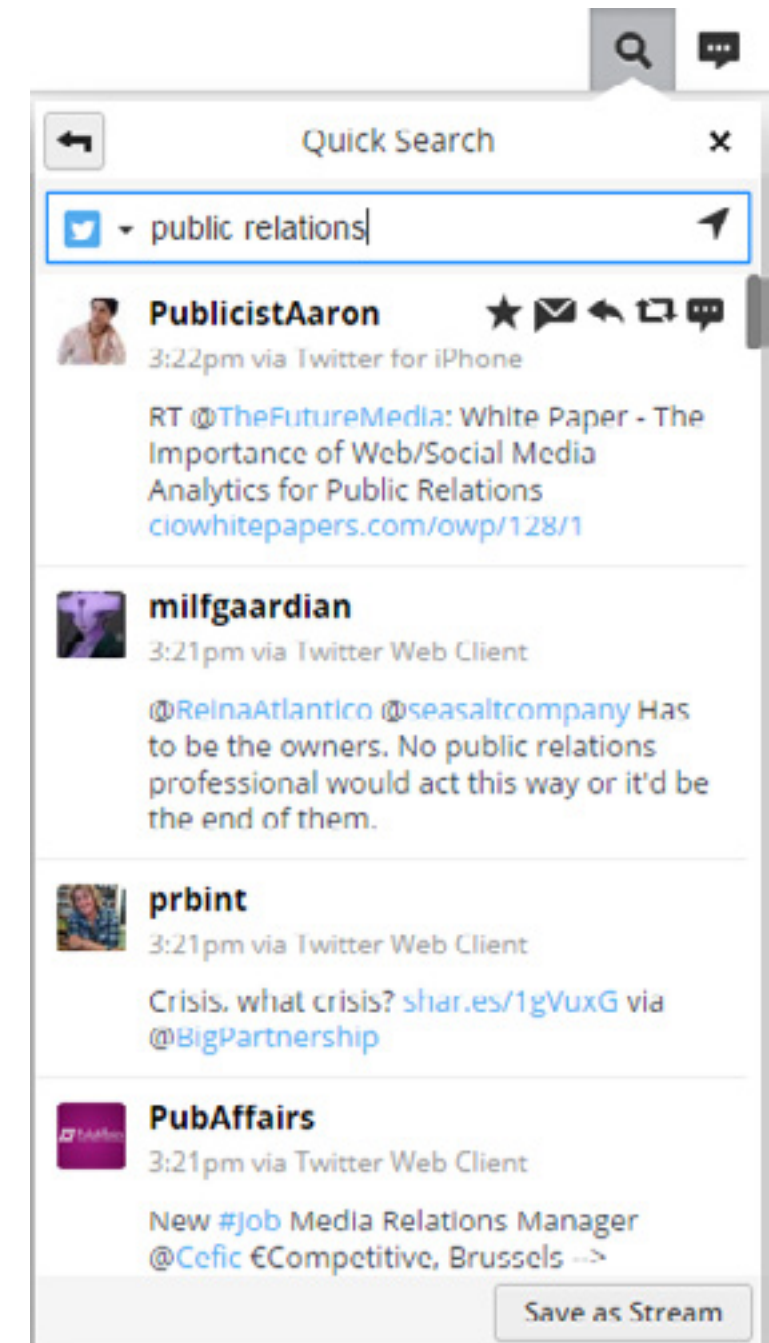 Quick Search
public relations
PublicistAaron
3:22pm via Twitter for iPhone
RT @TheFutureMedia: White Paper - The
Importance of Web/Social Media
Analytics for Public Relations
ciowhitepapers.com/owp/128/1
milfgaardian
3:21pm via Twitter Web Client
@ReinaAtlantico @seasaltcompany Has
to be the owners. No public relations
professional would act this way or it'd be
the end of them.
prbint
3:21pm via Twitter Web Client
Crisis, what crisis? shar.es/1gVuxG via
@BigPartnership
PubAffairs
3:21pm via Twitter Web Client
New #Job Media Relations Manager
@Cefic €Competitive, Brussels -->
Save as Stream